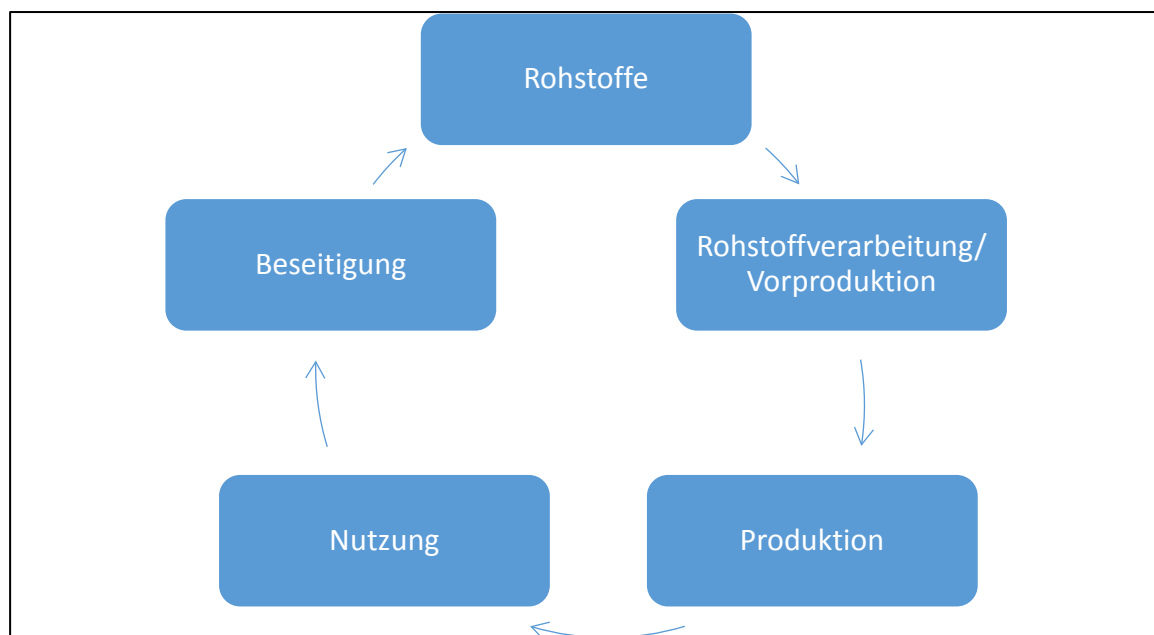 Rohstoffe
Rohstoffverarbeitung/
Vorproduktion
Beseitigung
Produktion
Nutzung